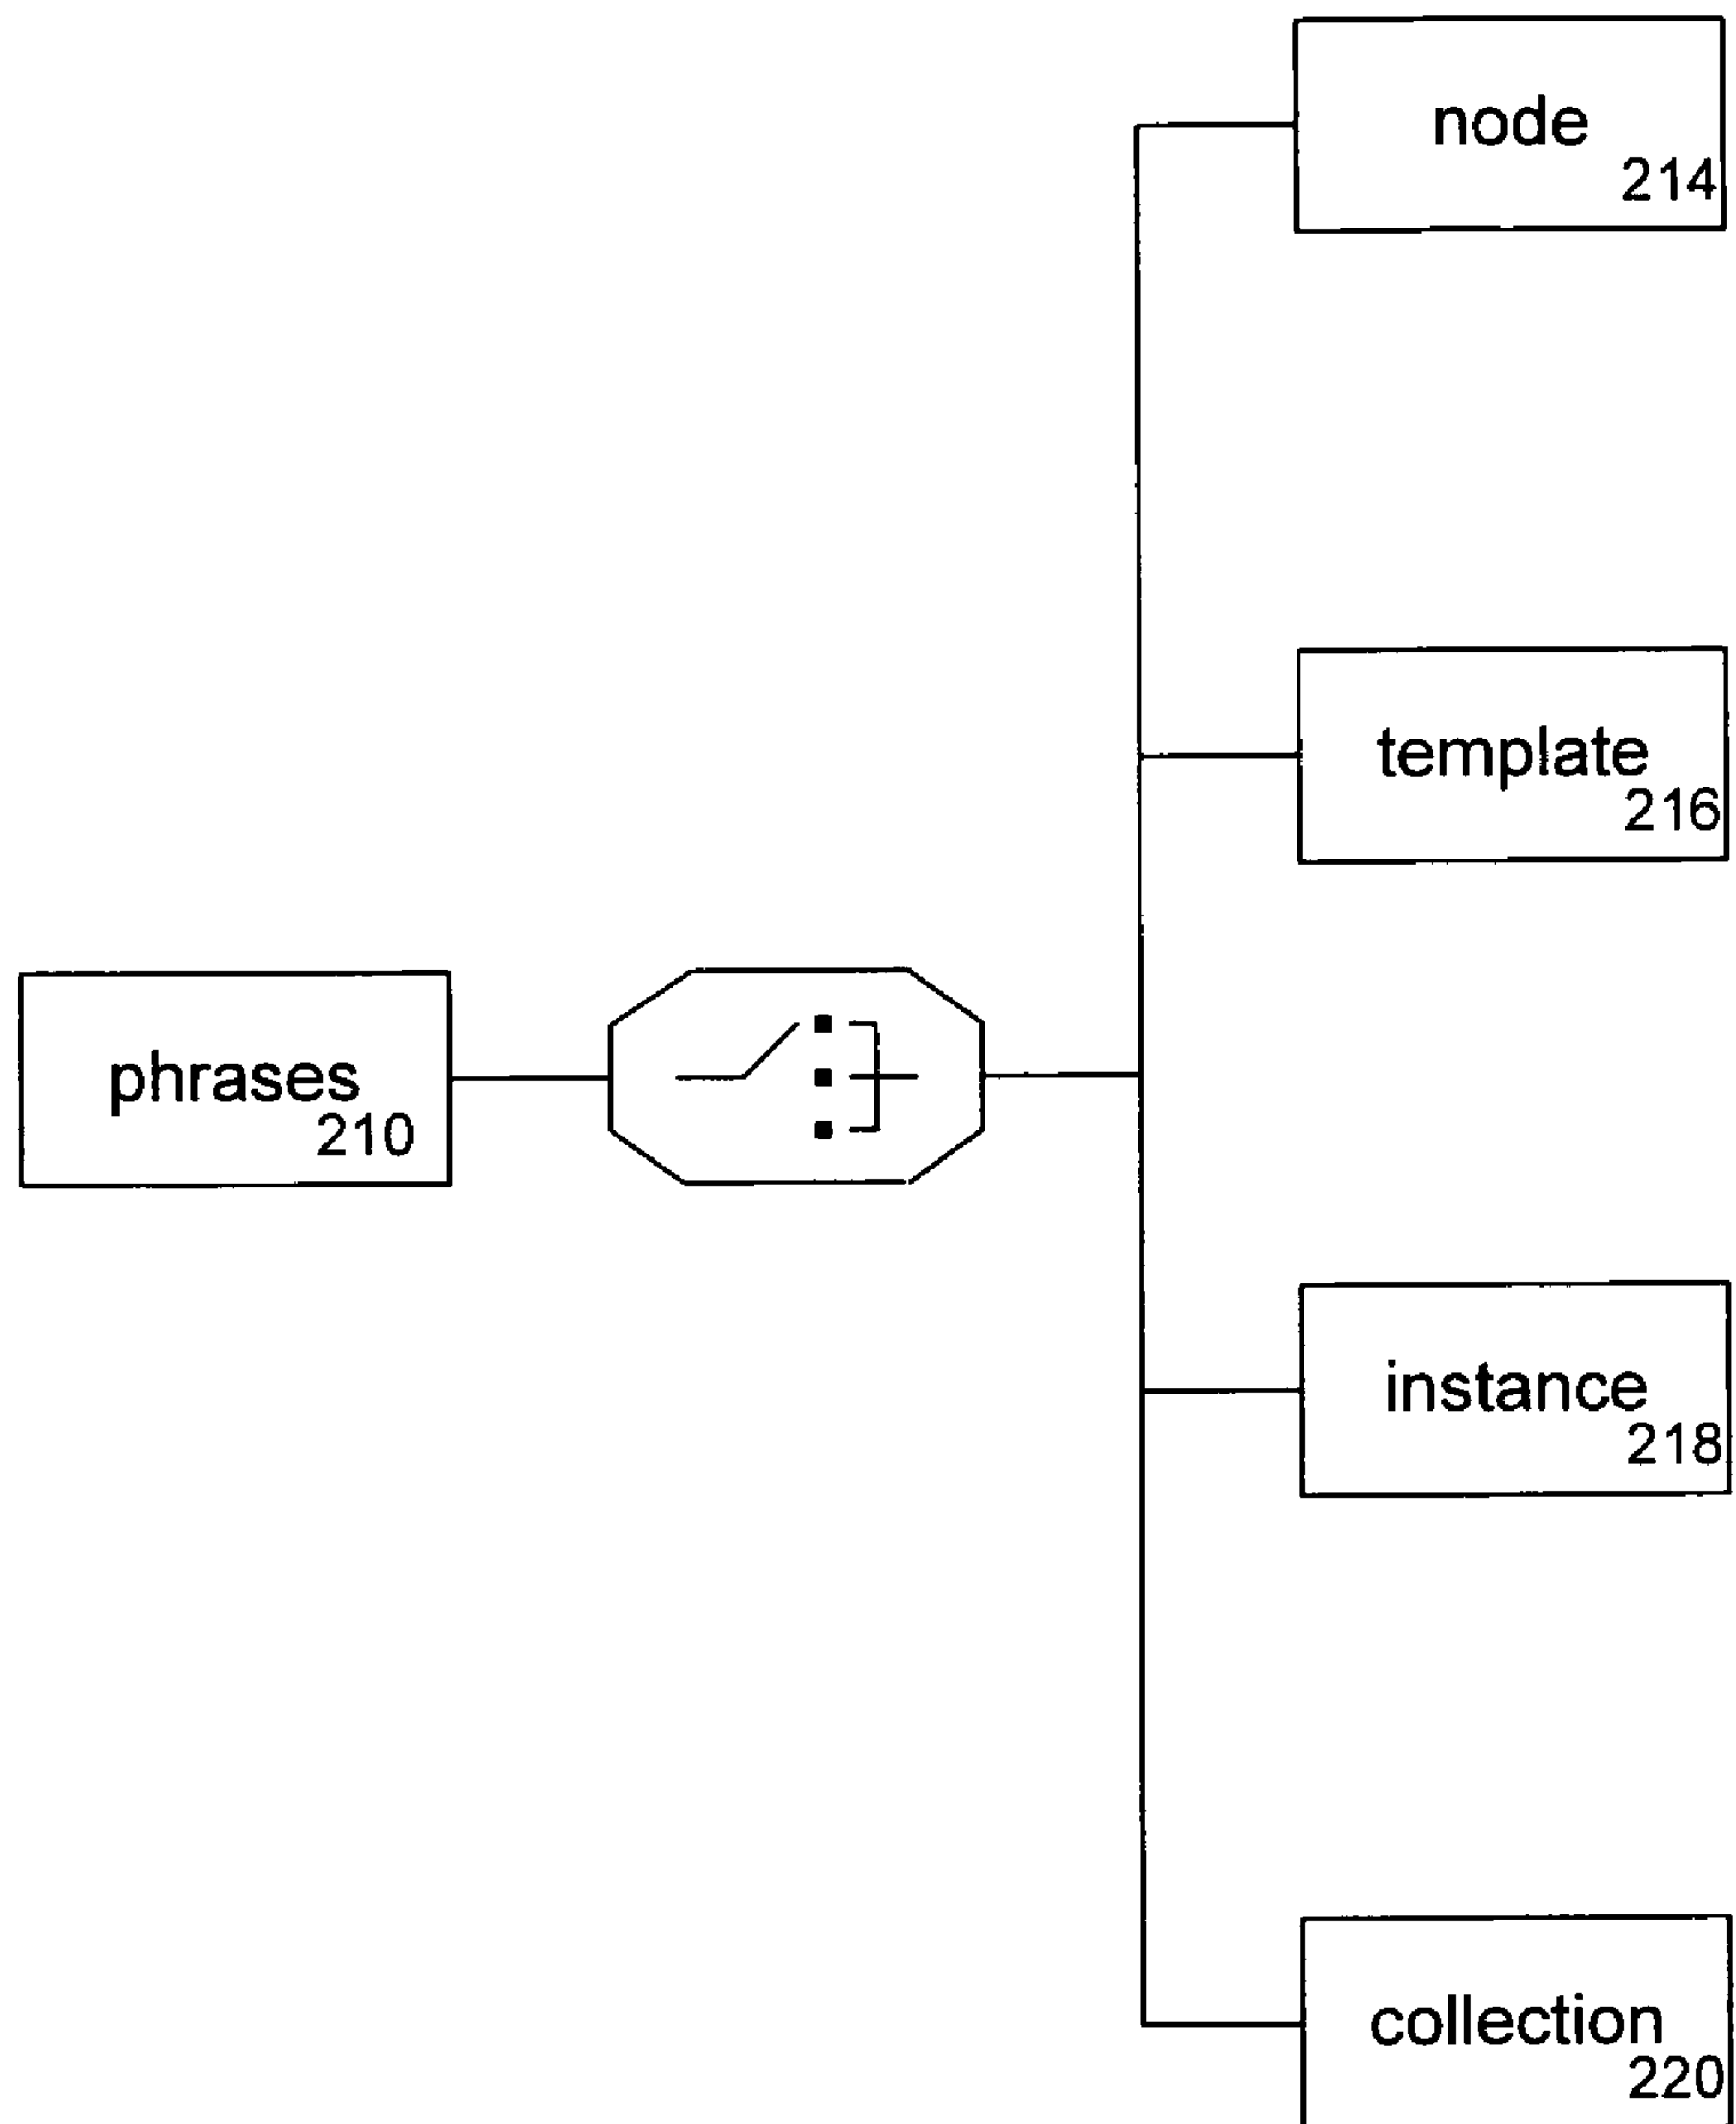 node
214
template
216
phrases
210
instance
218
collection
220